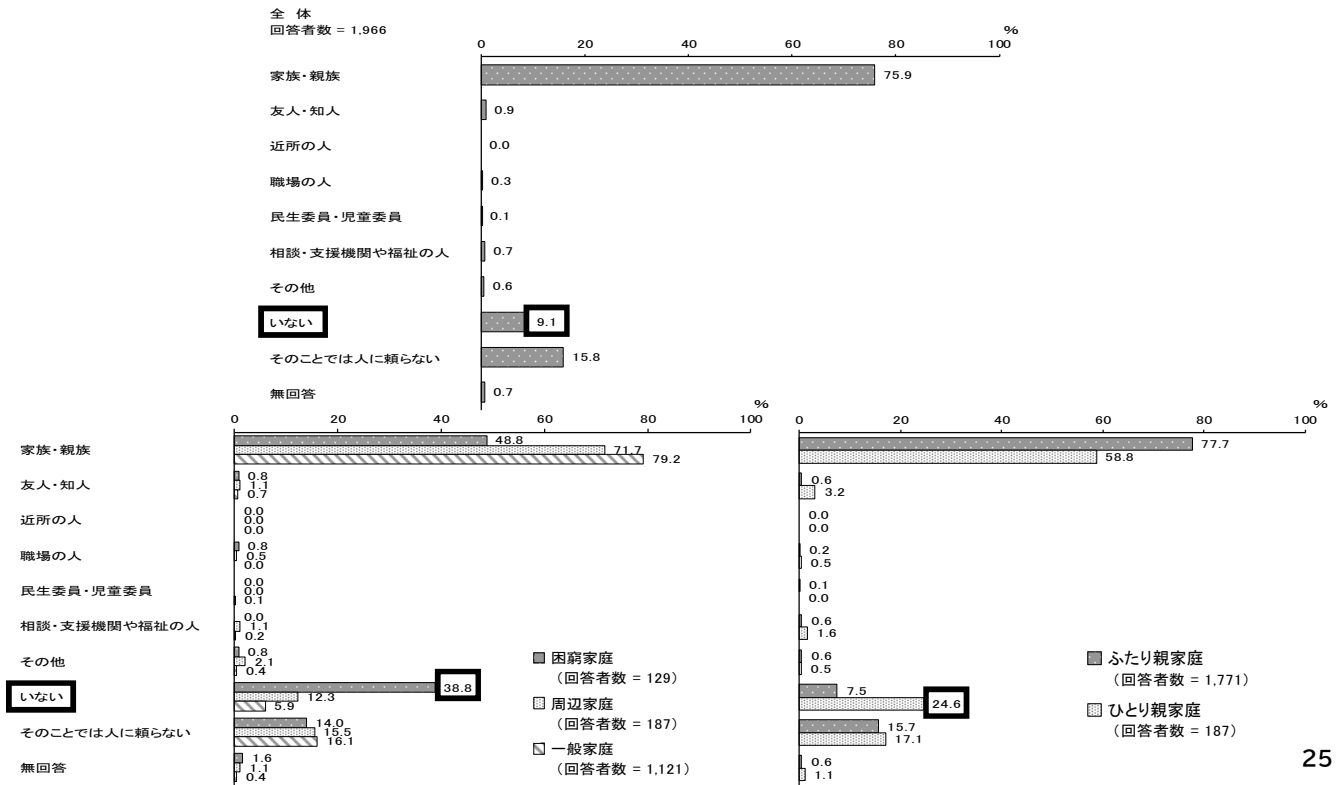 全 体
回答者数 = 1,966
%
0 20 40 60 80 100
家族・親族 75.9
友人・知人 0.9
近所の人 0.0
職場の人 0.3
民生委員・児童委員 0.1
相談・支援機関や福祉の人 0.7
その他 0.6
いない 9.1
そのことでは人に頼らない 15.8
無回答 0.7
%
0 20 40 60 80 100
家族・親族 48.8
71.7
79.2
友人・知人 0.8
1.1
0.7
近所の人 0.0
0.0
0.0
職場の人 0.8
0.5
0.0
民生委員・児童委員 0.0
0.0
0.1
相談・支援機関や福祉の人 0.0
1.1
0.2
その他 0.8
2.1
0.4
いない 38.8
12.3
5.9
そのことでは人に頼らない 14.0
15.5
16.1
無回答 1.6
1.1
0.4
困窮家庭
(回答者数 = 129)
周辺家庭
(回答者数 = 187)
一般家庭
(回答者数 = 1,121)
%
0 20 40 60 80 100
77.7
58.8
0.6
3.2
0.0
0.0
0.2
0.5
0.1
0.0
0.6
1.6
0.6
0.5
7.5
24.6
15.7
17.1
0.6
1.1
ふたり親家庭
(回答者数 = 1,771)
ひとり親家庭
(回答者数 = 187)
25